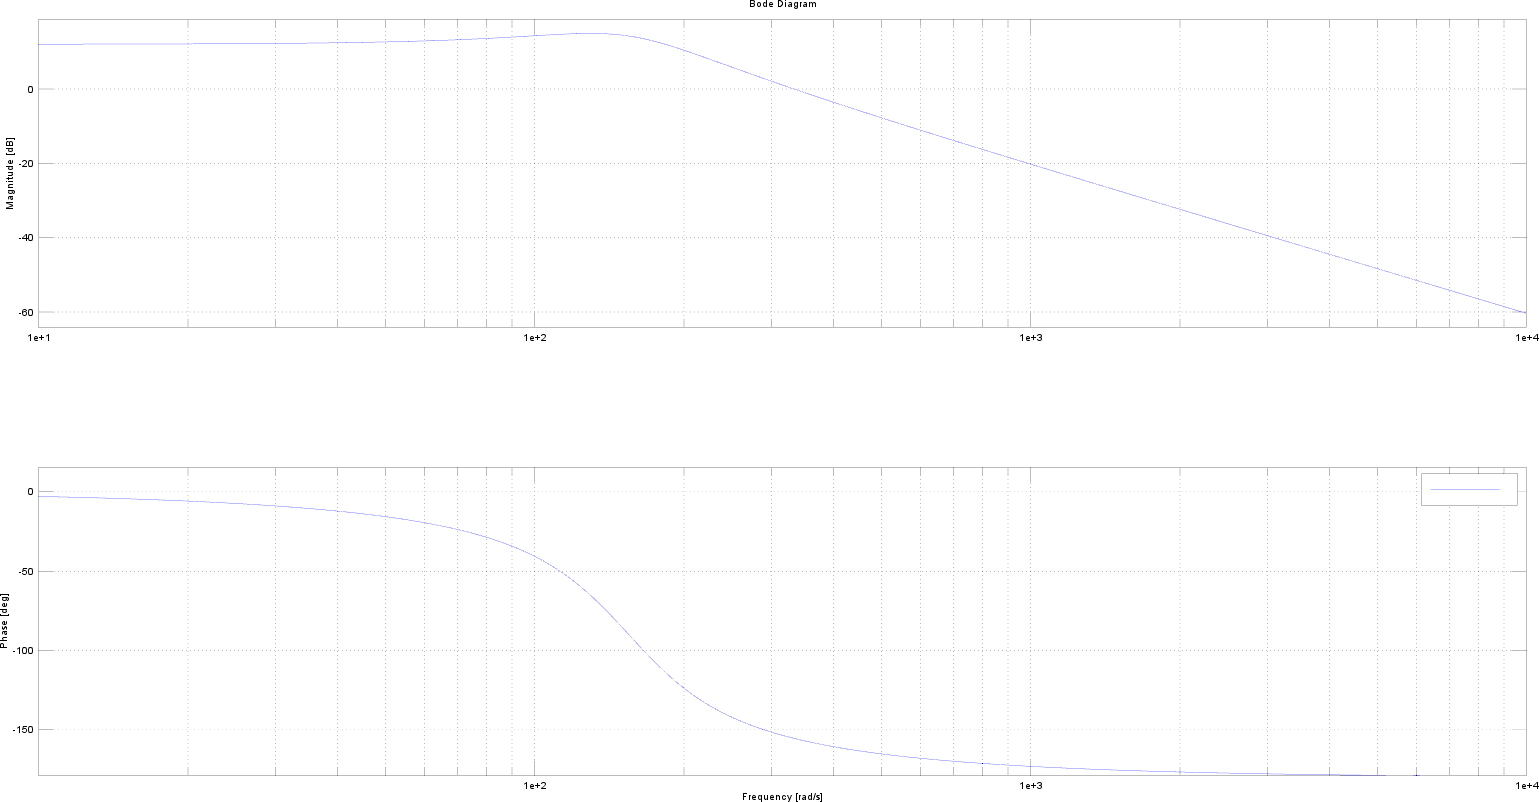 Bode Diagram
Magnitude [dB]
0
-20
-40
-60
1e+1
1e+2
1e+3
1e+4
Phase [deg]
0
-50
-100
-150
1e+2
1e+3
1e+4
Frequency [rad/s]